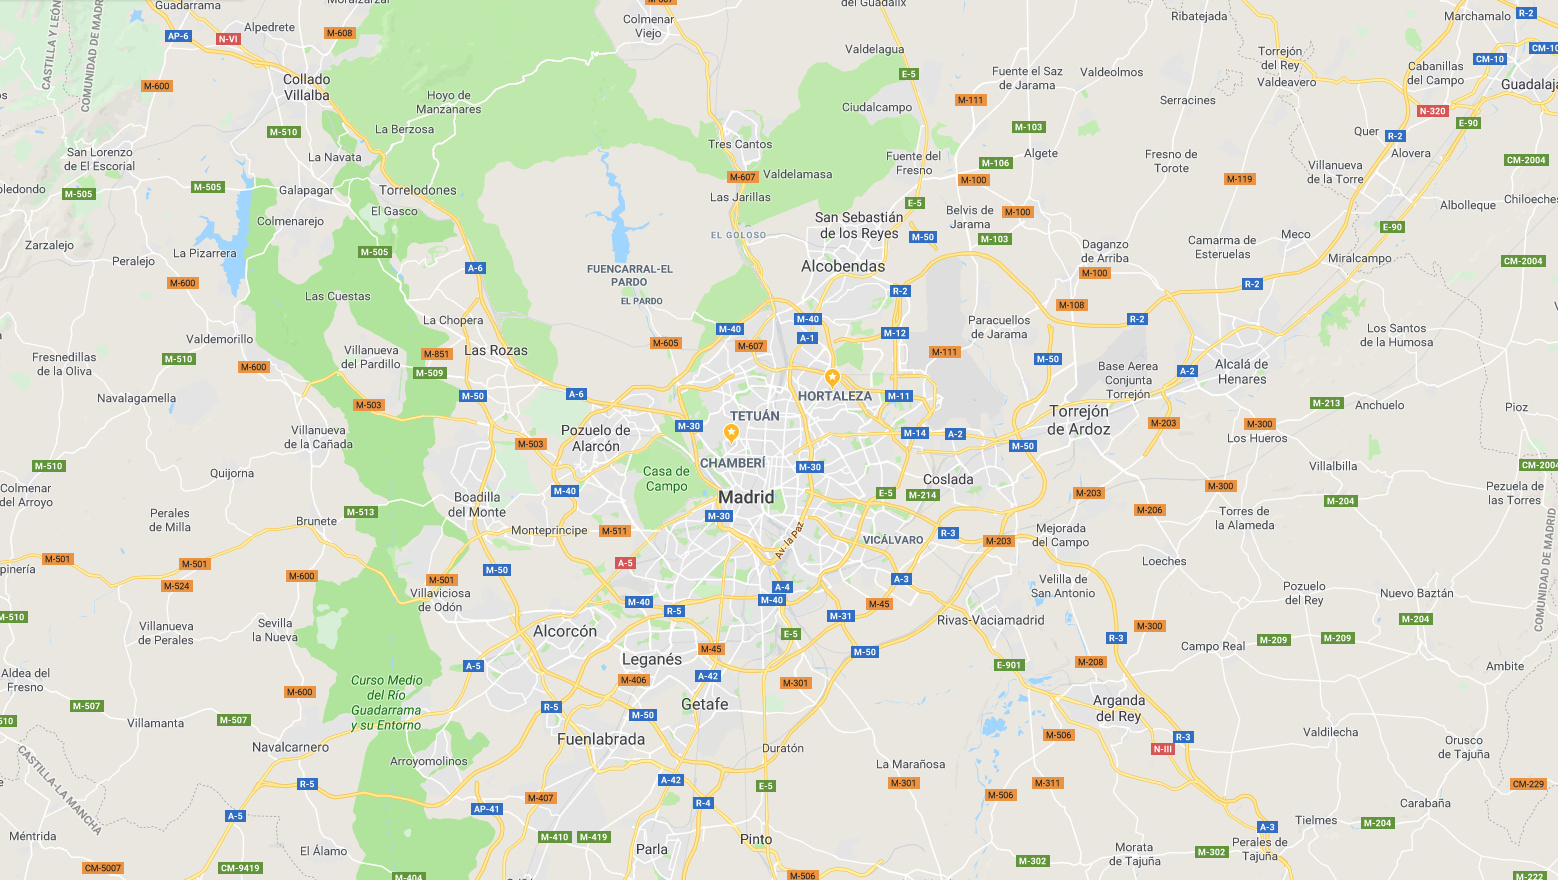 Guadarrama
Moralzarzal
M-607
del Guadalix
Ribatejada
Marchamalo
R-2
Alpedrete
AP-6
N-VI
M-608
Colmenar
Viejo
Valdelagua
E-5
Torrejón
del Rey
Valdeavero
CM-10
CM-10
Cabanillas
del Campo
Guadalaja
CASTILLA Y LEÓN
COMUNIDAD DE MADRID
Collado
Villalba
M-600
Hoyo de
Manzanares
Fuente el Saz
de Jarama
Valdeolmos
M-111
Serracines
Ciudalcampo
N-320
E-90
R-2
M-510
La Berzosa
M-103
Quer
Alovera
CM-2004
San Lorenzo
de El Escorial
La Navata
Tres Cantos
Fuente del
Fresno
M-106
Algete
Fresno de
Torote
Villanueva
de la Torre
M-505
M-505
Galapagar
Torrelodones
M-607
Valdelamasa
M-100
M-119
Las Jarillas
E-5
Belvis de
Jarama
M-100
Albolleque
Chiloeches
Colmenarejo
El Gasco
San Sebastián
de los Reyes
EL GOLOSO
M-50
M-103
E-90
Zarzalejo
La Pizarrera
Peralejo
M-505
A-6
FUENCARRAL-EL
PARDO
EL PARDO
Alcobendas
Daganzo
de Arriba
M-100
Camarma de
Esteruelas
Meco
Miralcampo
CM-2004
M-600
Las Cuestas
R-2
R-2
M-108
La Chopera
M-40
M-40
A-1
M-12
Paracuellos
de Jarama
R-2
Los Santos
de la Humosa
Valdemorillo
Villanueva
del Pardillo
M-851
M-509
Las Rozas
M-605
M-607
M-111
M-50
Fresnedillas
de la Oliva
M-510
M-600
Base Aerea
Conjunta
Torrejón
A-2
Alcalá de
Henares
Navalagamella
M-503
M-50
A-6
HORTALEZA
M-11
M-213
Anchuelo
Pioz
TETUÁN
Torrejón
de Ardoz
M-203
M-300
Los Hueros
Villanueva
de la Cañada
M-503
Pozuelo de
Alarcón
M-30
M-14
A-2
M-50
M-510
Quijorna
CHAMBERÍ
M-30
Casa de
Campo
Coslada
Villalbilla
CM-2004
Colmenar
del Arroyo
Boadilla
del Monte
M-40
Madrid
E-5
M-214
M-203
M-300
M-204
Pezuela de
las Torres
Perales
de Milla
Brunete
M-513
M-30
M-206
Torres de
la Alameda
Monteprincipe
M-511
Av. la Paz
VICÁLVARO
R-3
M-203
Mejorada
del Campo
COMUNIDAD DE MADRID
M-501
pinería
M-501
A-5
Loeches
M-524
M-600
M-501
M-50
Villaviciosa
de Odón
A-4
A-3
Velilla de
San Antonio
Pozuelo
del Rey
Nuevo Baztán
M-510
M-40
R-5
M-40
M-31
M-45
Rivas-Vaciamadrid
M-300
M-204
Villanueva
de Perales
Sevilla
la Nueva
Alcorcón
E-5
R-3
M-209
M-209
Campo Real
Aldea del
Fresno
A-5
Leganés
M-45
M-50
E-901
M-208
Ambite
M-600
Curso Medio
del Río
Guadarrama
y su Entorno
M-406
A-42
M-301
M-507
510
M-507
Villamanta
R-5
M-50
Getafe
Arganda
del Rey
Navalcarnero
Fuenlabrada
Duratón
M-506
N-III
R-3
Valdilecha
Orusco
de Tajuña
CASTILLA-LA MANCHA
Arroyomolinos
La Marañosa
R-5
A-42
E-5
M-301
M-506
M-311
CM-229
A-5
AP-41
M-407
R-4
Carabaña
Méntrida
M-410
M-419
Pinto
A-3
Tielmes
M-204
El Álamo
Parla
Perales de
Tajuña
Morata
de Tajuña
M-302
M-302
CM-5007
CM-9419
M-404
M-506
M-222